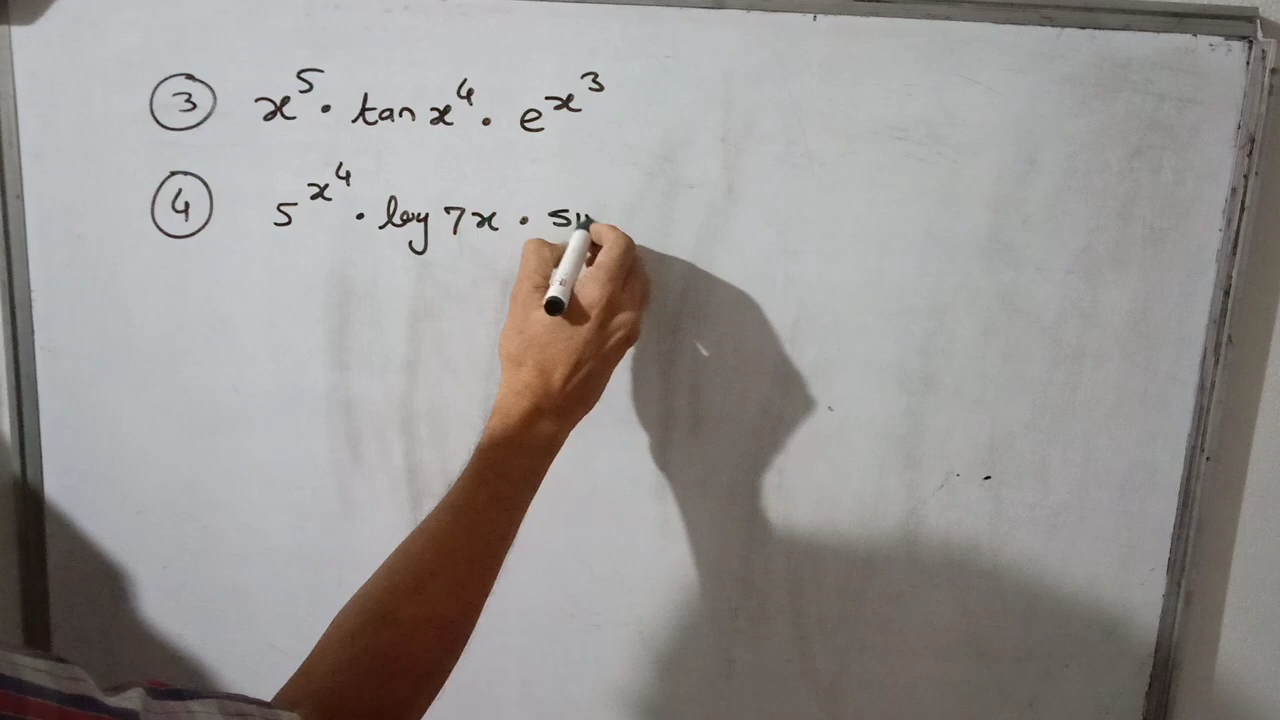 ③ x⁵ · tan x⁴ · e^x³
④ 5^x⁴ · log 7x ·